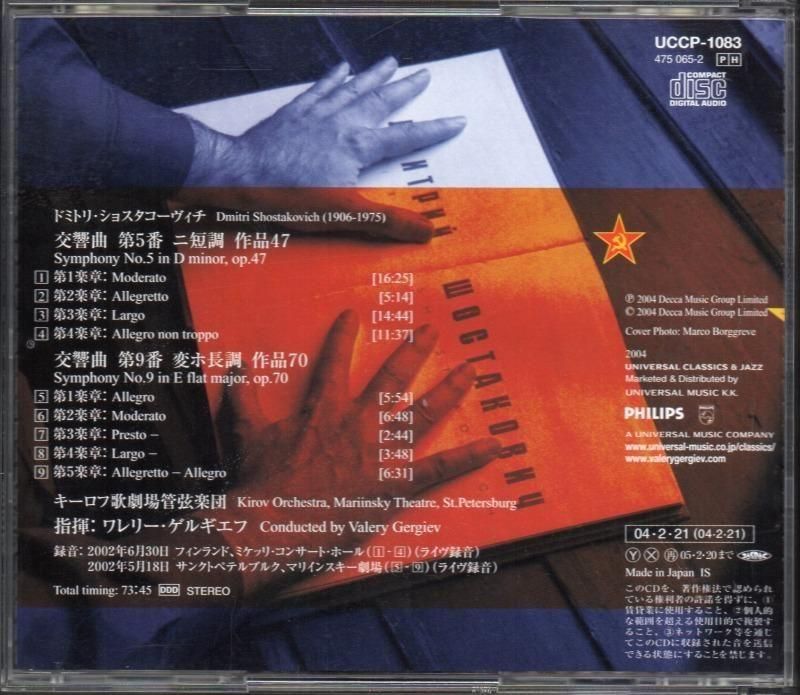 UCCP-1083
475 065-2 PH
COMPACT
disc
DIGITAL AUDIO
ДМИТРИЙ
ШОСТАКОВИЧ
ドミトリ・ショスタコーヴィチ Dmitri Shostakovich (1906-1975)
交響曲 第5番 ニ短調 作品47
Symphony No.5 in D minor, op.47
1 第1楽章: Moderato [16:25]
2 第2楽章: Allegretto [5:14]
3 第3楽章: Largo [14:44]
4 第4楽章: Allegro non troppo [11:37]
交響曲 第9番 変ホ長調 作品70
Symphony No.9 in E flat major, op.70
5 第1楽章: Allegro [5:54]
6 第2楽章: Moderato [6:48]
7 第3楽章: Presto – [2:44]
8 第4楽章: Largo – [3:48]
9 第5楽章: Allegretto – Allegro [6:31]
キーロフ歌劇場管弦楽団 Kirov Orchestra, Mariinsky Theatre, St.Petersburg
指揮: ワレリー・ゲルギエフ Conducted by Valery Gergiev
録音: 2002年6月30日 フィンランド、ミケッリ・コンサート・ホール (1 - 4) (ライヴ録音)
2002年5月18日 サンクトペテルブルク、マリインスキー劇場 (5 - 9) (ライヴ録音)
Total timing: 73:45 DDD STEREO
℗ 2004 Decca Music Group Limited
© 2004 Decca Music Group Limited
Cover Photo: Marco Borggreve
2004
UNIVERSAL CLASSICS & JAZZ
Marketed & Distributed by
UNIVERSAL MUSIC K.K.
PHILIPS
A UNIVERSAL MUSIC COMPANY
www.universal-music.co.jp/classics/
www.valerygergiev.com
04・2・21 (04・2・21)
Ⓨ Ⓧ 再 05・2・20まで
Made in Japan IS
このCDを、著作権法で認められ
ている権利者の許諾を得ずに、①
賃貸業に使用すること、②個人的
な範囲を超える使用目的で複製す
ること、③ネットワーク等を通じ
てこのCDに収録された音を送信
できる状態にすることを禁じます。